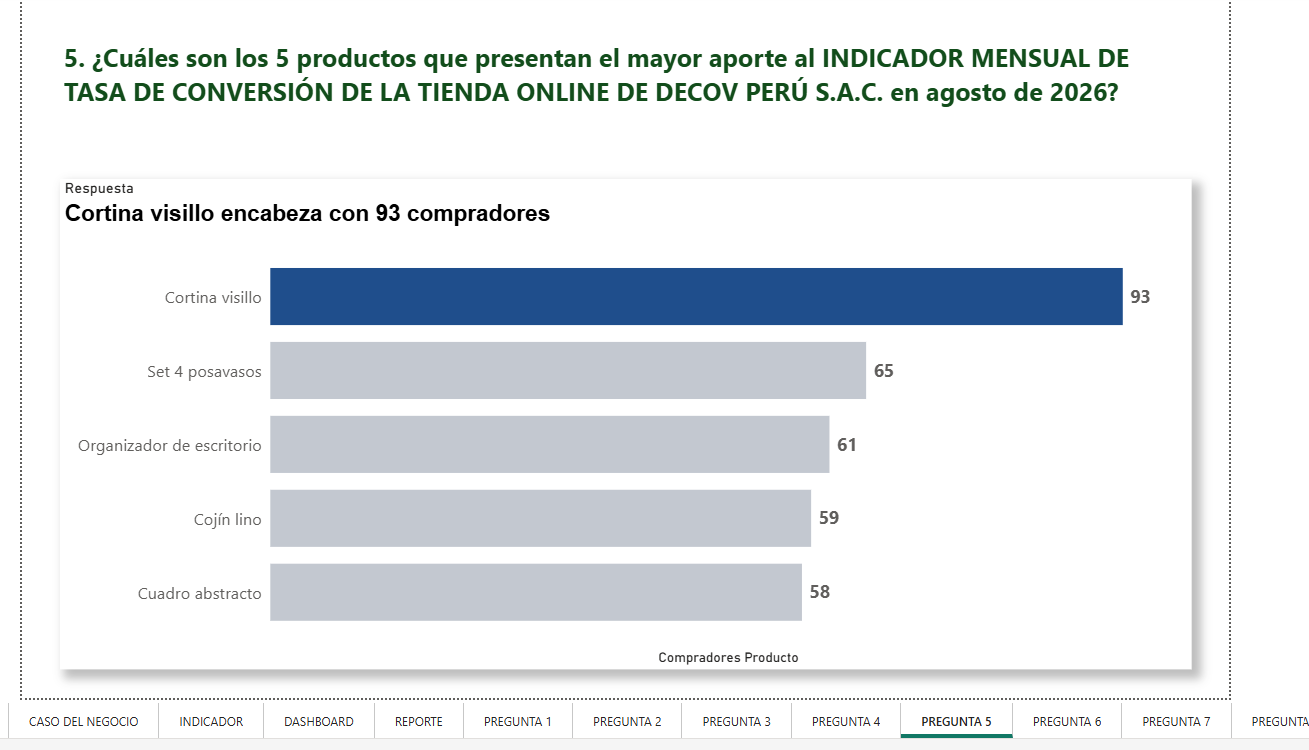 5. ¿Cuáles son los 5 productos que presentan el mayor aporte al INDICADOR MENSUAL DE
TASA DE CONVERSIÓN DE LA TIENDA ONLINE DE DECOV PERÚ S.A.C. en agosto de 2026?
Respuesta
Cortina visillo encabeza con 93 compradores
Cortina visillo 93
Set 4 posavasos 65
Organizador de escritorio 61
Cojín lino 59
Cuadro abstracto 58
Compradores Producto
CASO DEL NEGOCIO INDICADOR DASHBOARD REPORTE PREGUNTA 1 PREGUNTA 2 PREGUNTA 3 PREGUNTA 4 PREGUNTA 5 PREGUNTA 6 PREGUNTA 7 PREGUNTA